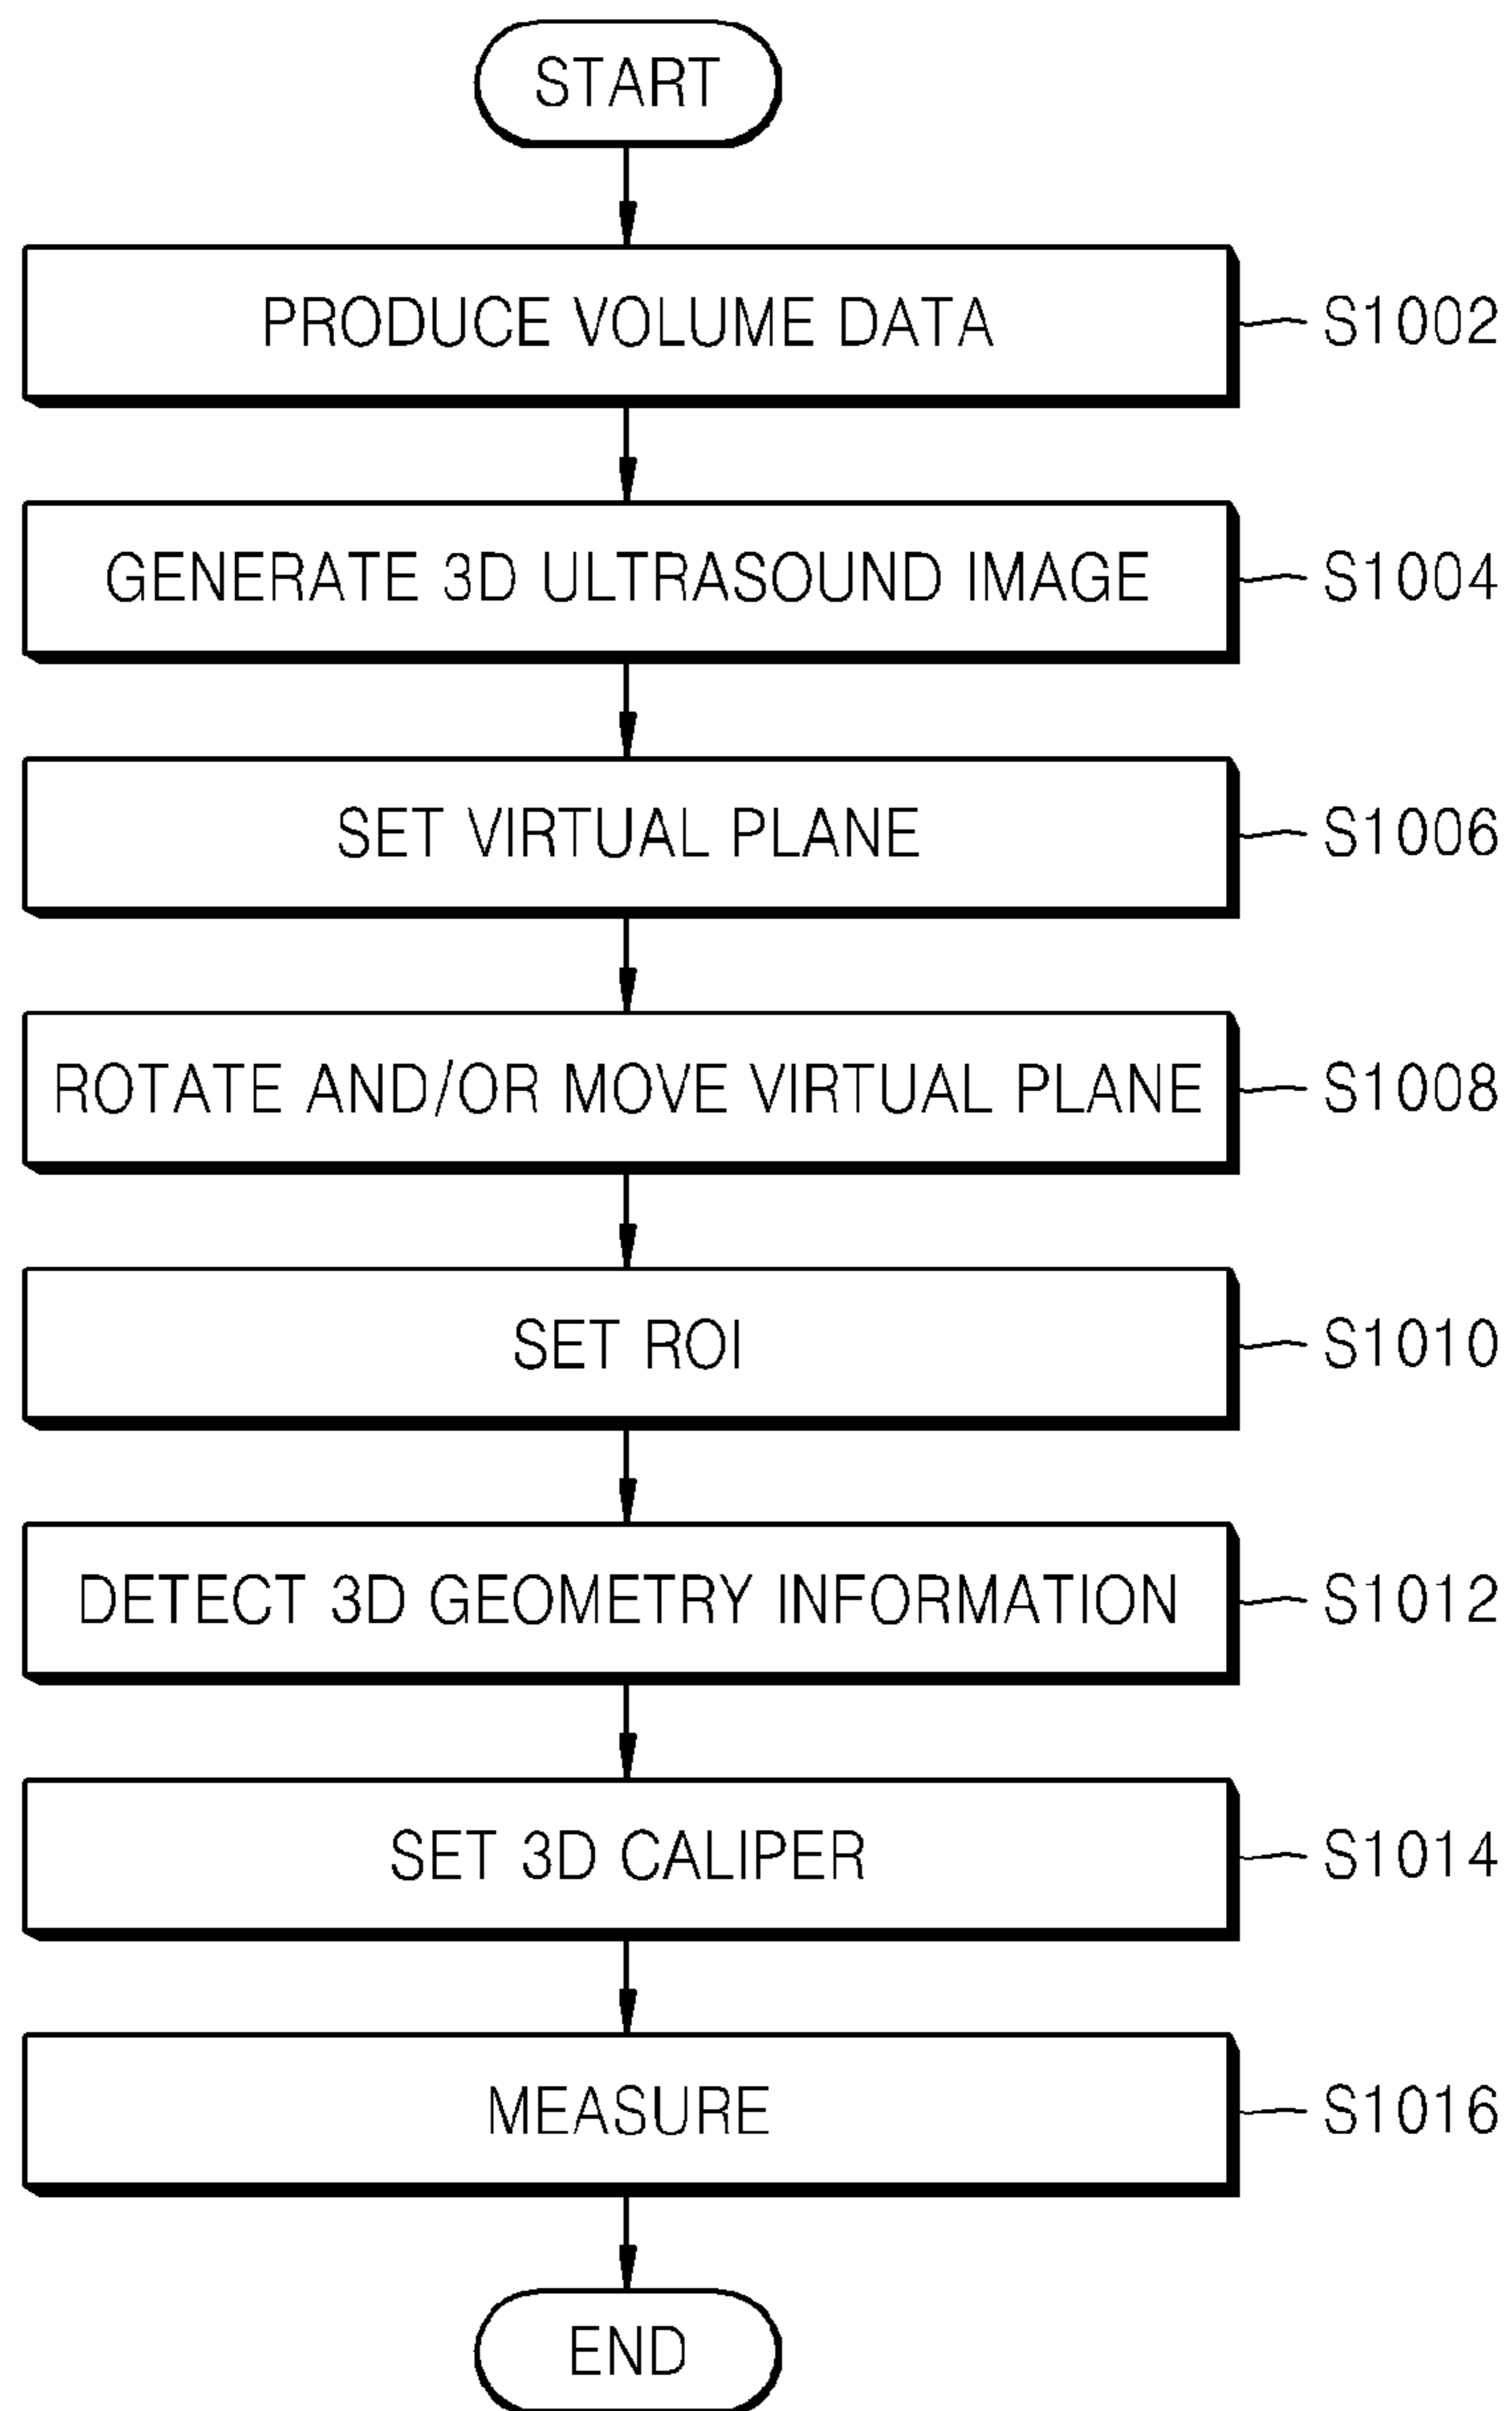 START
PRODUCE VOLUME DATA
S1002
GENERATE 3D ULTRASOUND IMAGE
S1004
SET VIRTUAL PLANE
S1006
ROTATE AND/OR MOVE VIRTUAL PLANE
S1008
SET ROI
S1010
DETECT 3D GEOMETRY INFORMATION
S1012
SET 3D CALIPER
S1014
MEASURE
S1016
END